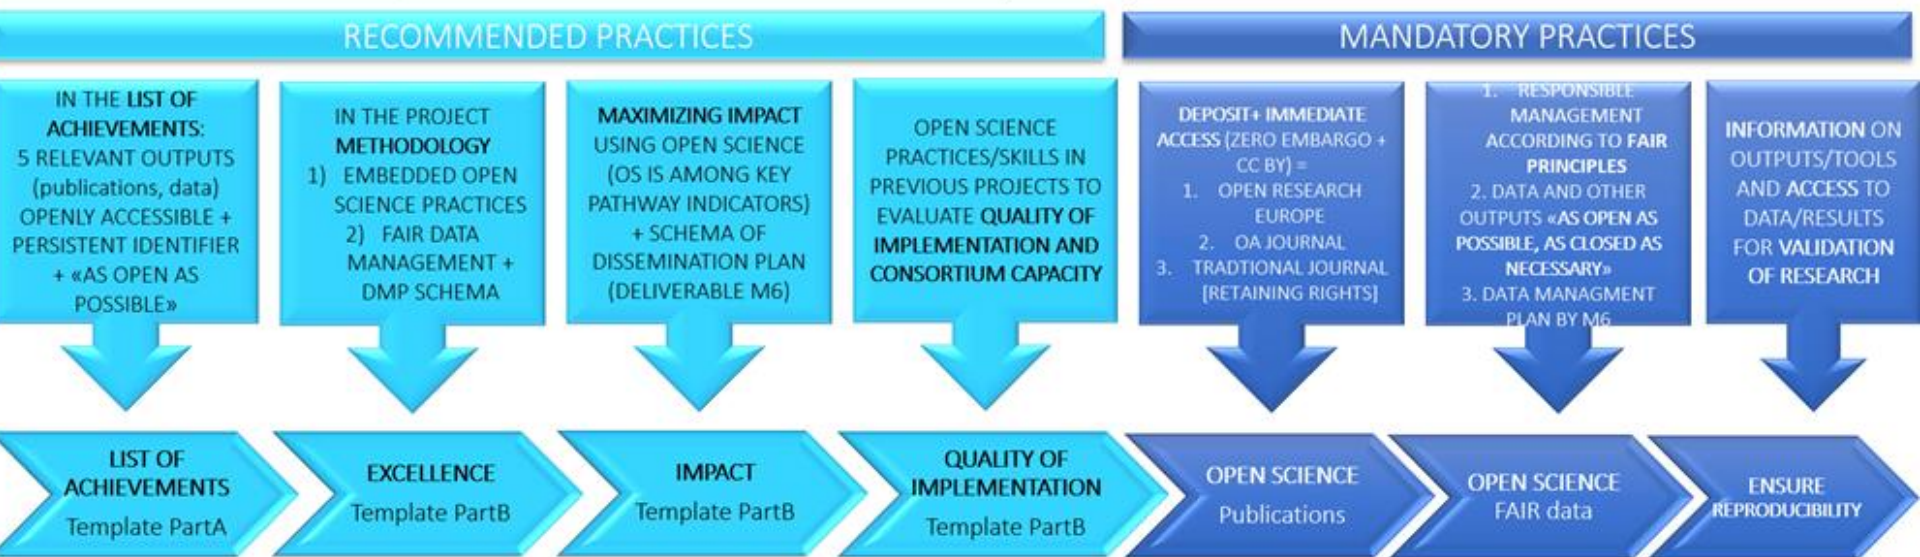 RECOMMENDED PRACTICES
MANDATORY PRACTICES
IN THE LIST OF
ACHIEVEMENTS:
5 RELEVANT OUTPUTS
(publications, data)
OPENLY ACCESSIBLE +
PERSISTENT IDENTIFIER
+ «AS OPEN AS
POSSIBLE»
IN THE PROJECT
METHODOLOGY
1) EMBEDDED OPEN
SCIENCE PRACTICES
2) FAIR DATA
MANAGEMENT +
DMP SCHEMA
MAXIMIZING IMPACT
USING OPEN SCIENCE
(OS IS AMONG KEY
PATHWAY INDICATORS)
+ SCHEMA OF
DISSEMINATION PLAN
(DELIVERABLE M6)
OPEN SCIENCE
PRACTICES/SKILLS IN
PREVIOUS PROJECTS TO
EVALUATE QUALITY OF
IMPLEMENTATION AND
CONSORTIUM CAPACITY
DEPOSIT+ IMMEDIATE
ACCESS (ZERO EMBARGO +
CC BY) =
1. OPEN RESEARCH
EUROPE
2. OA JOURNAL
3. TRADTIONAL JOURNAL
[RETAINING RIGHTS]
1. RESPONSIBLE
MANAGEMENT
ACCORDING TO FAIR
PRINCIPLES
2. DATA AND OTHER
OUTPUTS «AS OPEN AS
POSSIBLE, AS CLOSED AS
NECESSARY»
3. DATA MANAGMENT
PLAN BY M6
INFORMATION ON
OUTPUTS/TOOLS
AND ACCESS TO
DATA/RESULTS
FOR VALIDATION
OF RESEARCH
LIST OF
ACHIEVEMENTS
Template PartA
EXCELLENCE
Template PartB
IMPACT
Template PartB
QUALITY OF
IMPLEMENTATION
Template PartB
OPEN SCIENCE
Publications
OPEN SCIENCE
FAIR data
ENSURE
REPRODUCIBILITY